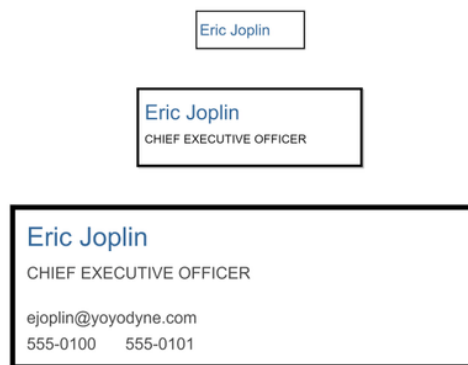 Eric Joplin
Eric Joplin
CHIEF EXECUTIVE OFFICER
Eric Joplin
CHIEF EXECUTIVE OFFICER
ejoplin@yoyodyne.com
555-0100 555-0101